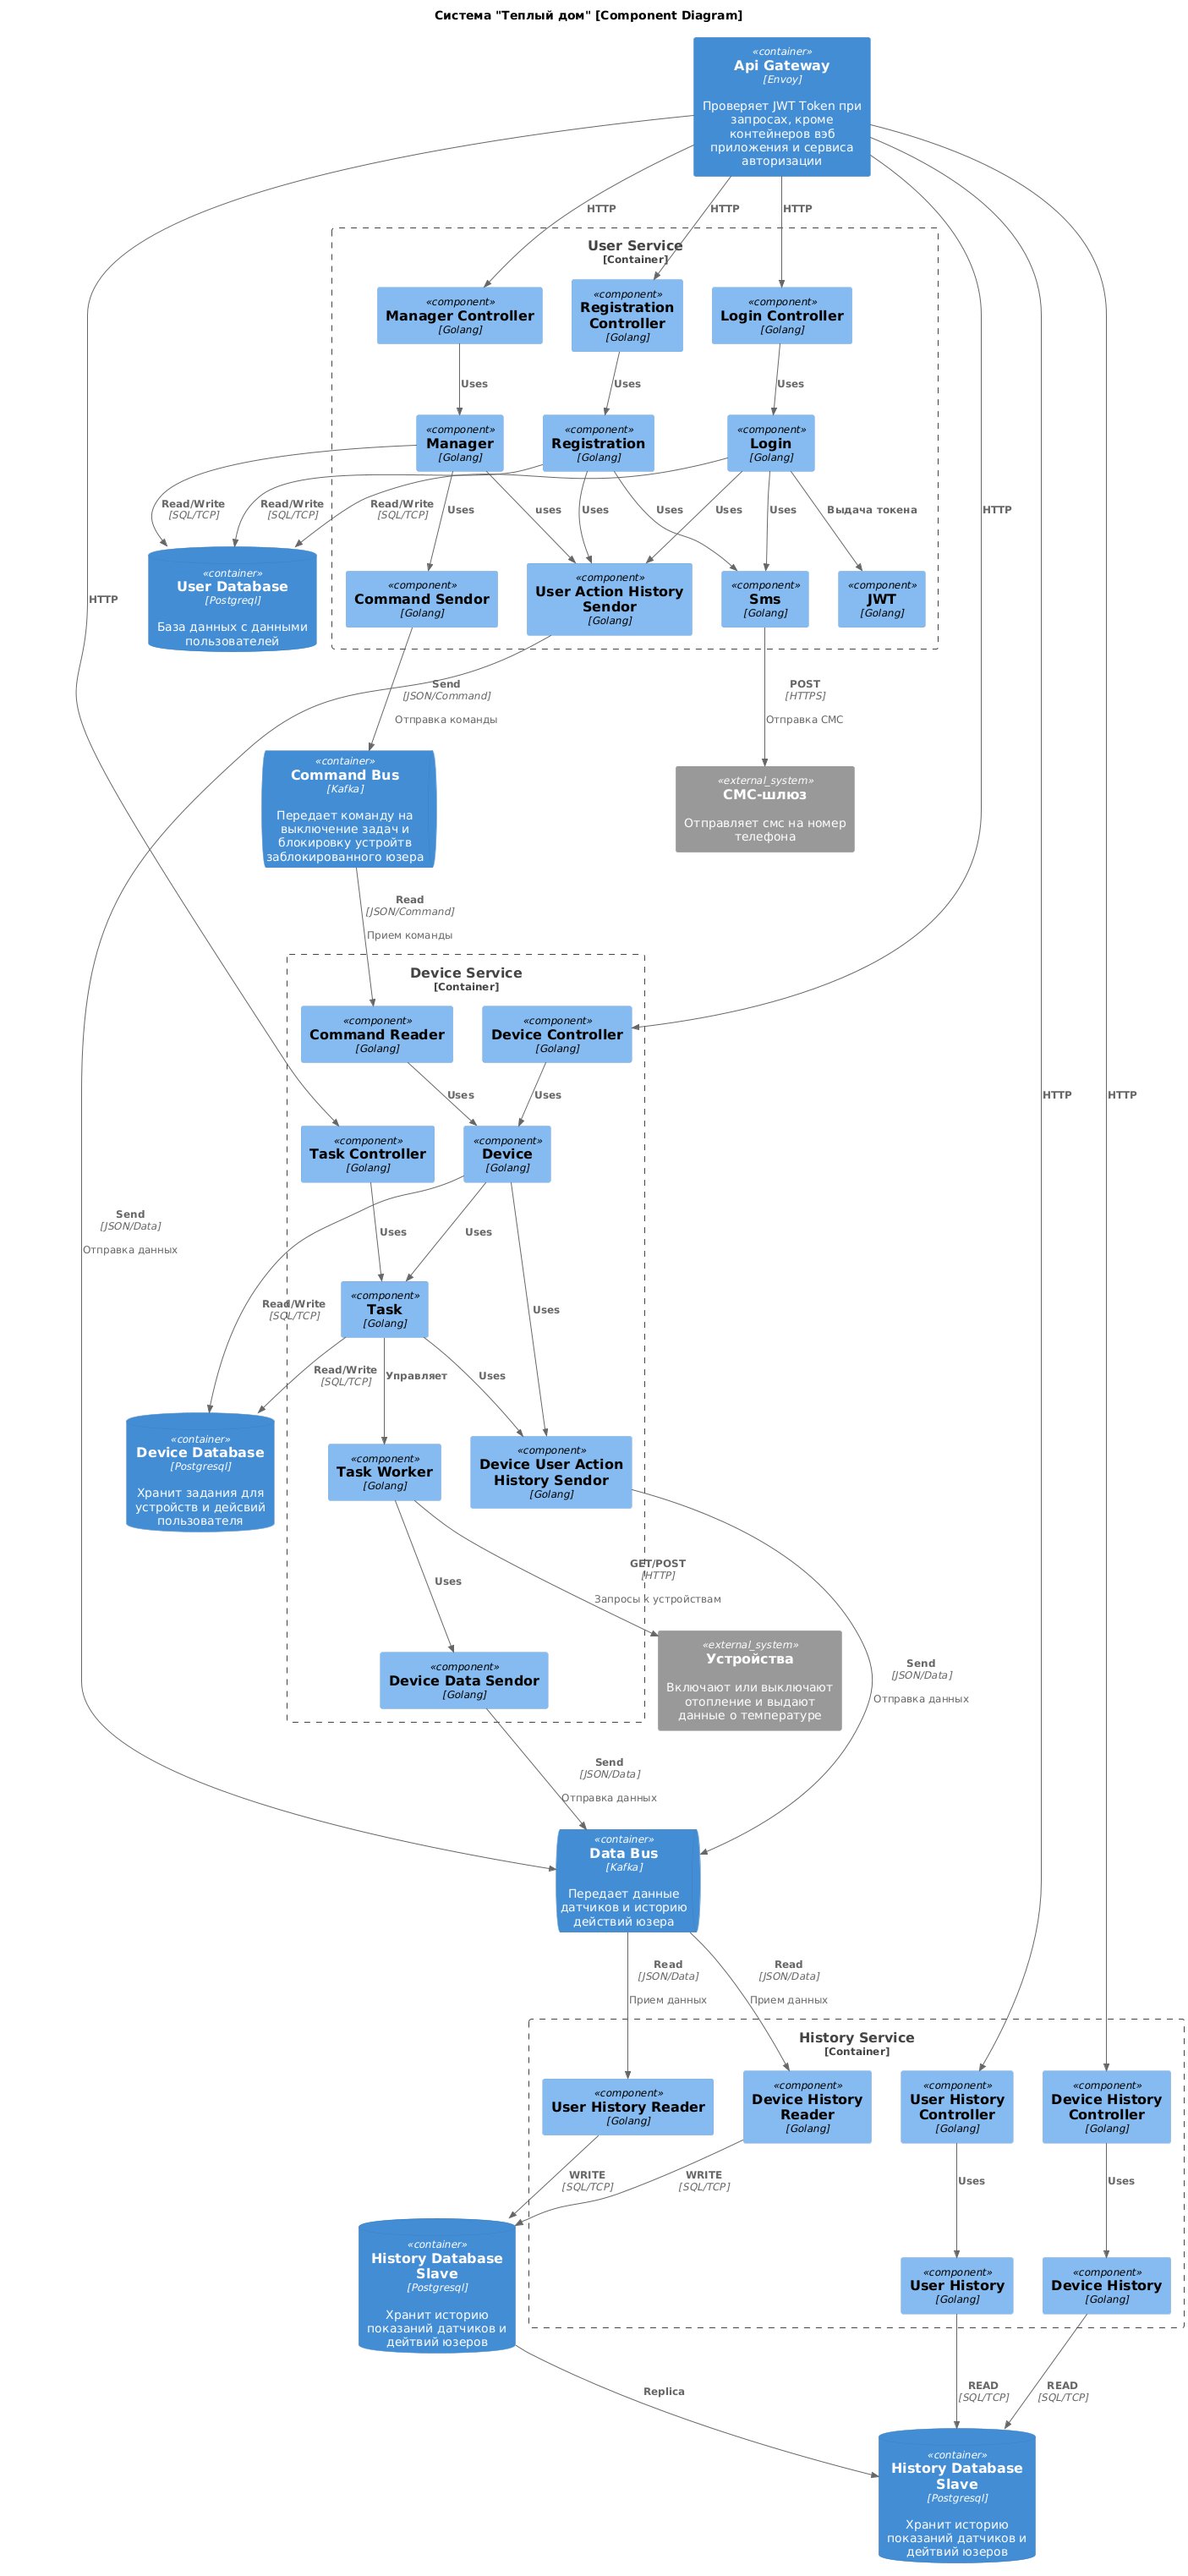 Система "Теплый дом" [Component Diagram]
«container»
Api Gateway
[Envoy]
Проверяет JWT Token при
запросах, кроме
контейнеров вэб
приложения и сервиса
авторизации
HTTP
HTTP
HTTP
User Service
[Container]
«component»
Manager Controller
[Golang]
«component»
Registration
Controller
[Golang]
«component»
Login Controller
[Golang]
Uses
Uses
Uses
«component»
Manager
[Golang]
«component»
Registration
[Golang]
«component»
Login
[Golang]
Read/Write
[SQL/TCP]
Read/Write
[SQL/TCP]
Read/Write
[SQL/TCP]
Uses
uses
Uses
Uses
Uses
Uses
Выдача токена
HTTP
HTTP
«container»
User Database
[Postgreql]
База данных с данными
пользователей
«component»
Command Sendor
[Golang]
«component»
User Action History
Sendor
[Golang]
«component»
Sms
[Golang]
«component»
JWT
[Golang]
Send
[JSON/Command]
Отправка команды
POST
[HTTPS]
Отправка СМС
«container»
Command Bus
[Kafka]
Передает команду на
выключение задач и
блокировку устройтв
заблокированного юзера
«external_system»
СМС-шлюз
Отправляет смс на номер
телефона
Read
[JSON/Command]
Прием команды
Device Service
[Container]
«component»
Command Reader
[Golang]
«component»
Device Controller
[Golang]
Uses
Uses
HTTP
HTTP
«component»
Task Controller
[Golang]
«component»
Device
[Golang]
Send
[JSON/Data]
Отправка данных
Uses
Uses
Uses
Read/Write
[SQL/TCP]
«component»
Task
[Golang]
Read/Write
[SQL/TCP]
Управляет
Uses
«container»
Device Database
[Postgresql]
Хранит задания для
устройств и дейсвий
пользователя
«component»
Task Worker
[Golang]
«component»
Device User Action
History Sendor
[Golang]
Uses
GET/POST
[HTTP]
Запросы к устройствам
«component»
Device Data Sendor
[Golang]
«external_system»
Устройства
Включают или выключают
отопление и выдают
данные о температуре
Send
[JSON/Data]
Отправка данных
Send
[JSON/Data]
Отправка данных
«container»
Data Bus
[Kafka]
Передает данные
датчиков и историю
действий юзера
Read
[JSON/Data]
Прием данных
Read
[JSON/Data]
Прием данных
History Service
[Container]
«component»
User History Reader
[Golang]
«component»
Device History
Reader
[Golang]
«component»
User History
Controller
[Golang]
«component»
Device History
Controller
[Golang]
WRITE
[SQL/TCP]
WRITE
[SQL/TCP]
Uses
Uses
«container»
History Database
Slave
[Postgresql]
Хранит историю
показаний датчиков и
дейтвий юзеров
«component»
User History
[Golang]
«component»
Device History
[Golang]
Replica
READ
[SQL/TCP]
READ
[SQL/TCP]
«container»
History Database
Slave
[Postgresql]
Хранит историю
показаний датчиков и
дейтвий юзеров